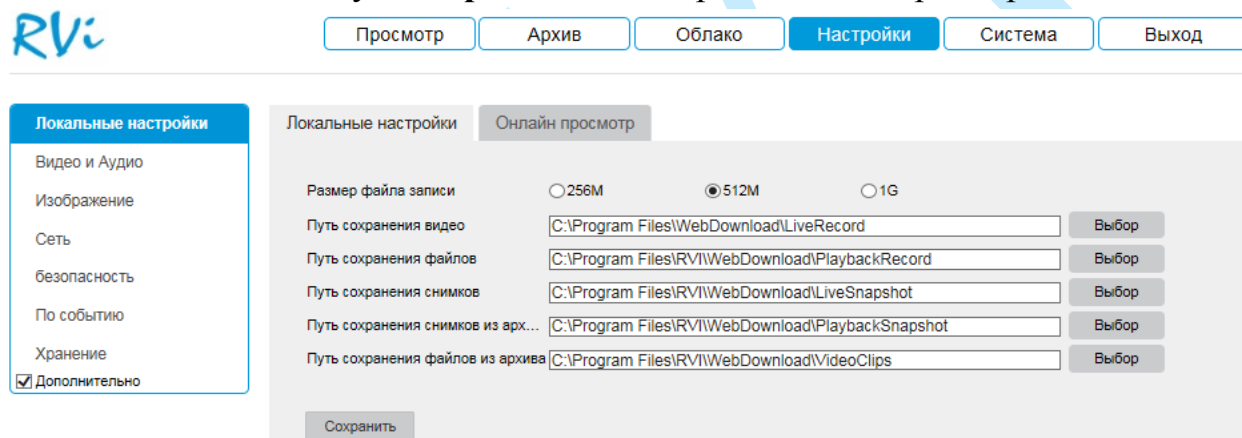 RVi
Просмотр Архив Облако Настройки Система Выход
Локальные настройки
Видео и Аудио
Изображение
Сеть
безопасность
По событию
Хранение
Дополнительно
Локальные настройки Онлайн просмотр
Размер файла записи 256M 512M 1G
Путь сохранения видео C:\Program Files\WebDownload\LiveRecord Выбор
Путь сохранения файлов C:\Program Files\RVI\WebDownload\PlaybackRecord Выбор
Путь сохранения снимков C:\Program Files\RVI\WebDownload\LiveSnapshot Выбор
Путь сохранения снимков из арх... C:\Program Files\RVI\WebDownload\PlaybackSnapshot Выбор
Путь сохранения файлов из архива C:\Program Files\RVI\WebDownload\VideoClips Выбор
Сохранить